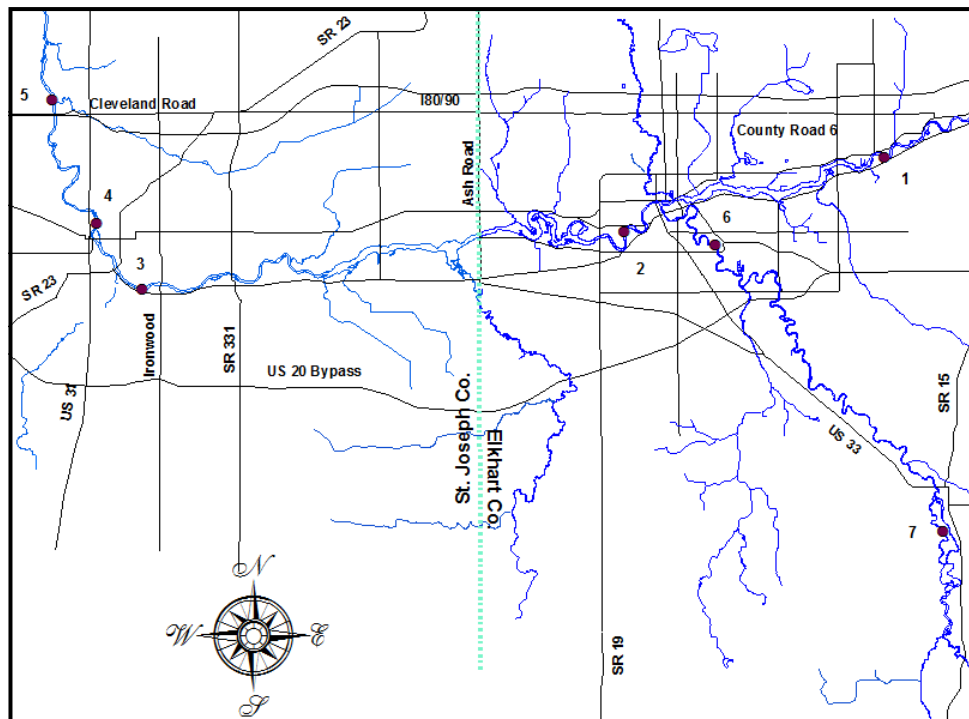 SR 23
5
Cleveland Road
I80/90
County Road 6
Ash Road
1
4
6
2
3
SR 23
Ironwood
SR 331
US 20 Bypass
US 31
SR 15
US 33
St. Joseph Co.
Elkhart Co.
7
N
W
E
S
SR 19